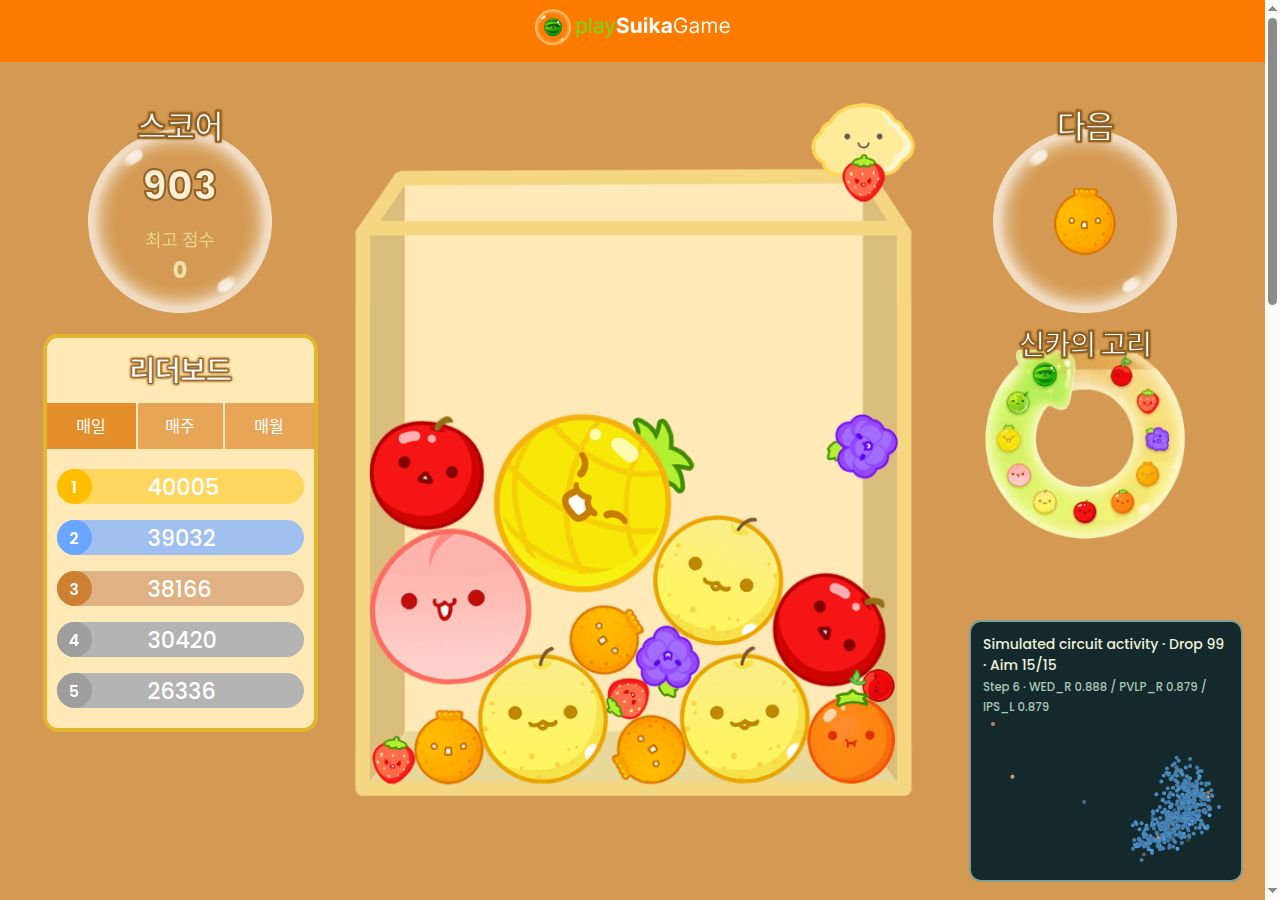 playSuikaGame
스코어
903
최고 점수
0
리더보드
매일 매주 매월
1 40005
2 39032
3 38166
4 30420
5 26336
다음
신카의 고리
Simulated circuit activity · Drop 99
· Aim 15/15
Step 6 · WED_R 0.888 / PVLP_R 0.879 /
IPS_L 0.879